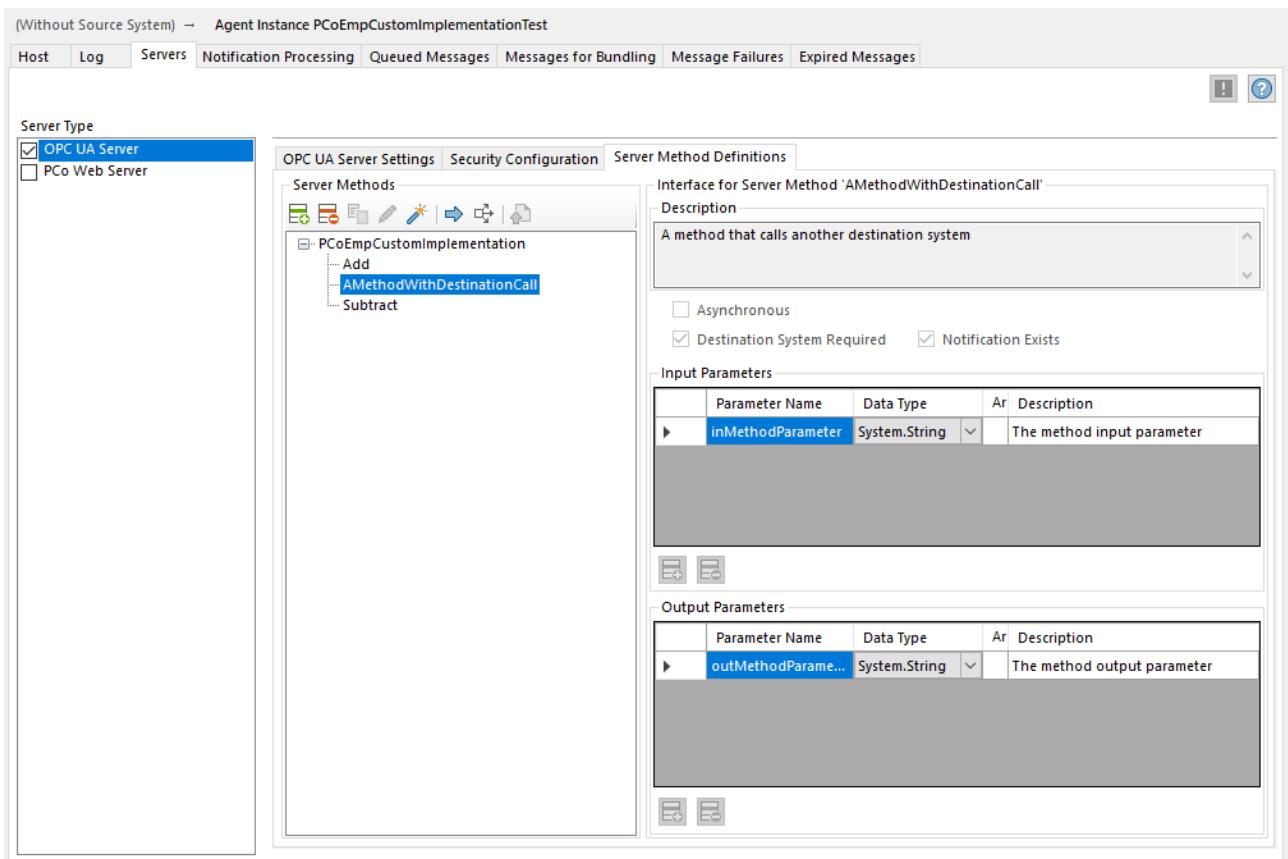 (Without Source System) → Agent Instance PCoEmpCustomImplementationTest
Host Log Servers Notification Processing Queued Messages Messages for Bundling Message Failures Expired Messages
Server Type
OPC UA Server
PCo Web Server
OPC UA Server Settings Security Configuration Server Method Definitions
Server Methods
PCoEmpCustomImplementation
Add
AMethodWithDestinationCall
Subtract
Interface for Server Method 'AMethodWithDestinationCall'
Description
A method that calls another destination system
Asynchronous
Destination System Required Notification Exists
Input Parameters
Parameter Name Data Type Ar Description
inMethodParameter System.String The method input parameter
Output Parameters
Parameter Name Data Type Ar Description
outMethodParame... System.String The method output parameter